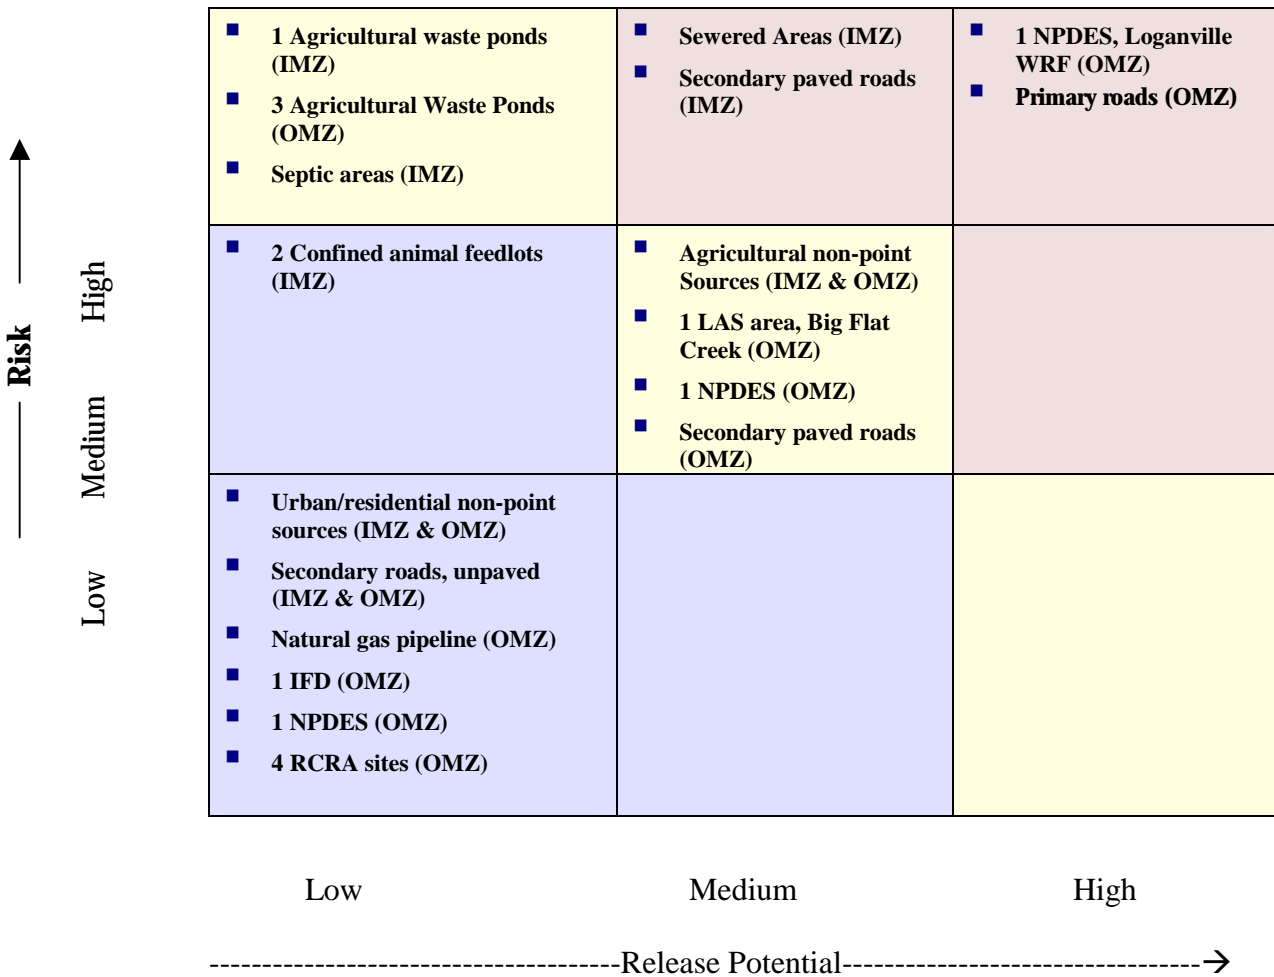 1 Agricultural waste ponds
(IMZ)
3 Agricultural Waste Ponds
(OMZ)
Septic areas (IMZ)
Sewered Areas (IMZ)
Secondary paved roads
(IMZ)
1 NPDES, Loganville
WRF (OMZ)
Primary roads (OMZ)
2 Confined animal feedlots
(IMZ)
Agricultural non-point
Sources (IMZ & OMZ)
1 LAS area, Big Flat
Creek (OMZ)
1 NPDES (OMZ)
Secondary paved roads
(OMZ)
Urban/residential non-point
sources (IMZ & OMZ)
Secondary roads, unpaved
(IMZ & OMZ)
Natural gas pipeline (OMZ)
1 IFD (OMZ)
1 NPDES (OMZ)
4 RCRA sites (OMZ)
Risk
Low Medium High
Low Medium High
Release Potential